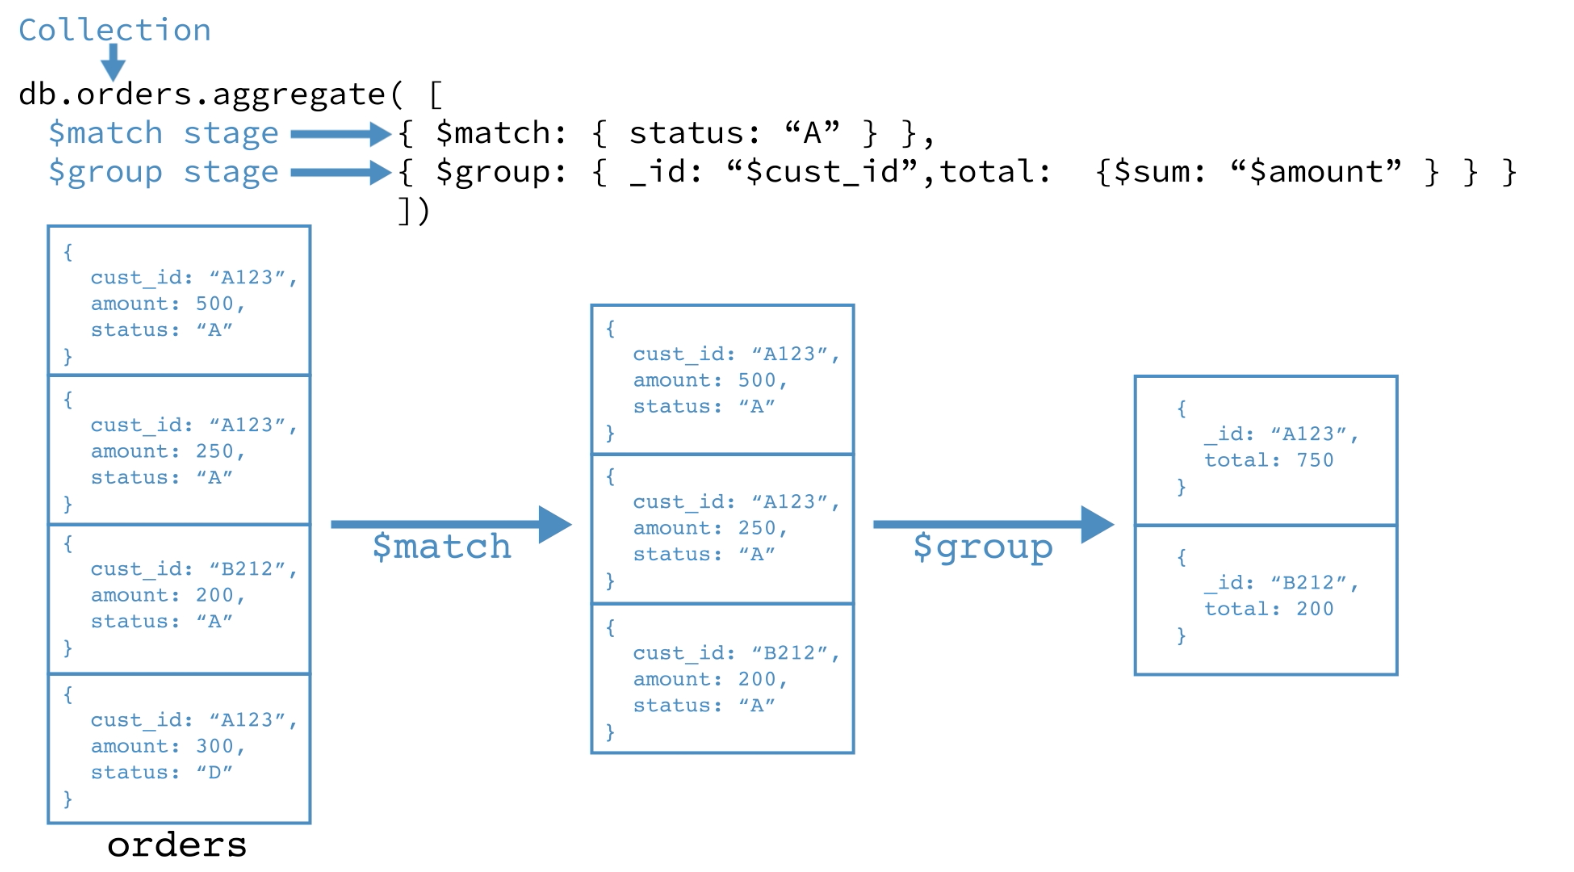 Collection
db.orders.aggregate( [
$match stage { $match: { status: “A” } },
$group stage { $group: { _id: “$cust_id”,total: {$sum: “$amount” } } }
])
{
cust_id: “A123”,
amount: 500,
status: “A”
}
{
cust_id: “A123”,
amount: 250,
status: “A”
}
{
cust_id: “B212”,
amount: 200,
status: “A”
}
{
cust_id: “A123”,
amount: 300,
status: “D”
}
orders
$match
{
cust_id: “A123”,
amount: 500,
status: “A”
}
{
cust_id: “A123”,
amount: 250,
status: “A”
}
{
cust_id: “B212”,
amount: 200,
status: “A”
}
$group
{
_id: “A123”,
total: 750
}
{
_id: “B212”,
total: 200
}